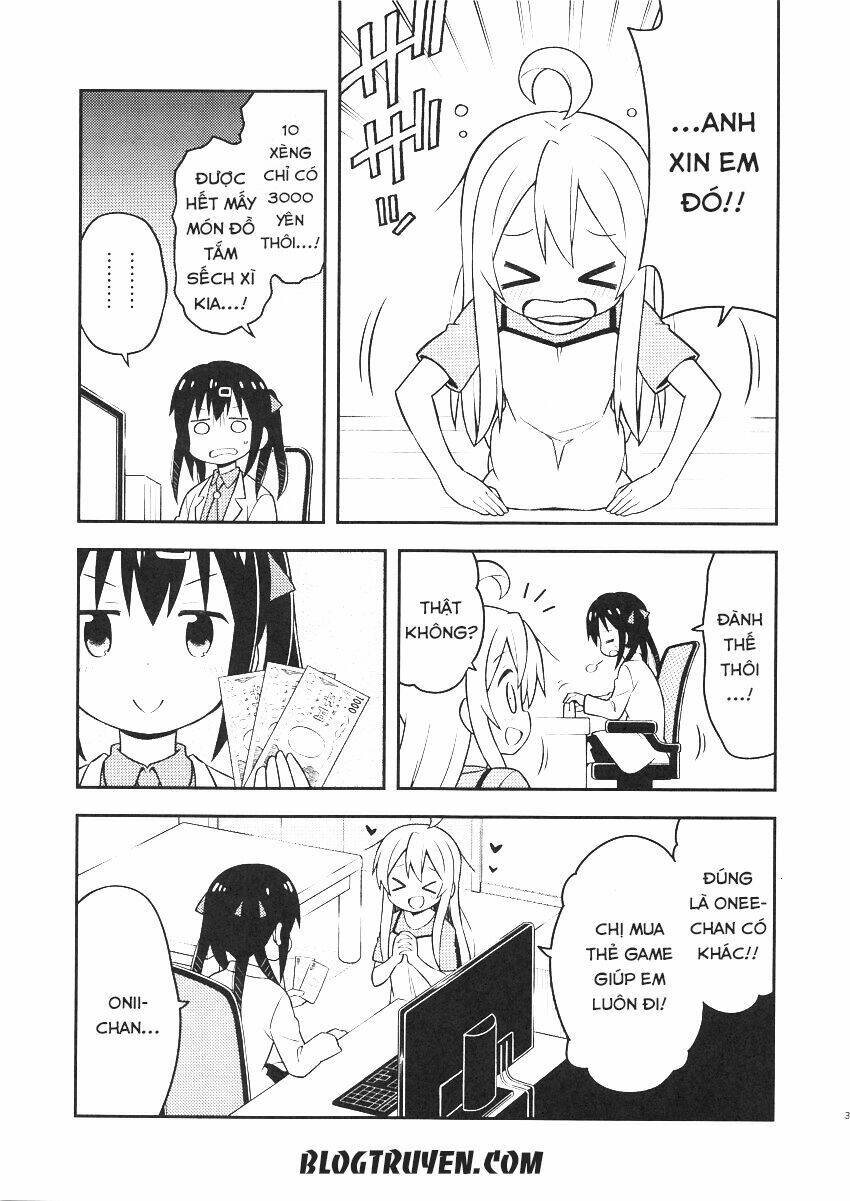 ...ANH
XIN EM
ĐÓ!!
10
XÈNG
CHỈ CÓ
3000
YÊN
THÔI...!
ĐƯỢC
HẾT MẤY
MÓN ĐỒ
TẮM
SẾCH XÌ
KIA...!
ĐÀNH
THẾ
THÔI
...!
THẬT
KHÔNG?
1000
ĐÚNG
LÀ ONEE-
CHAN CÓ
KHÁC!!
CHỊ MUA
THẺ GAME
GIÚP EM
LUÔN ĐI!
ONII-
CHAN...
3
BLOGTRUYEN.COM